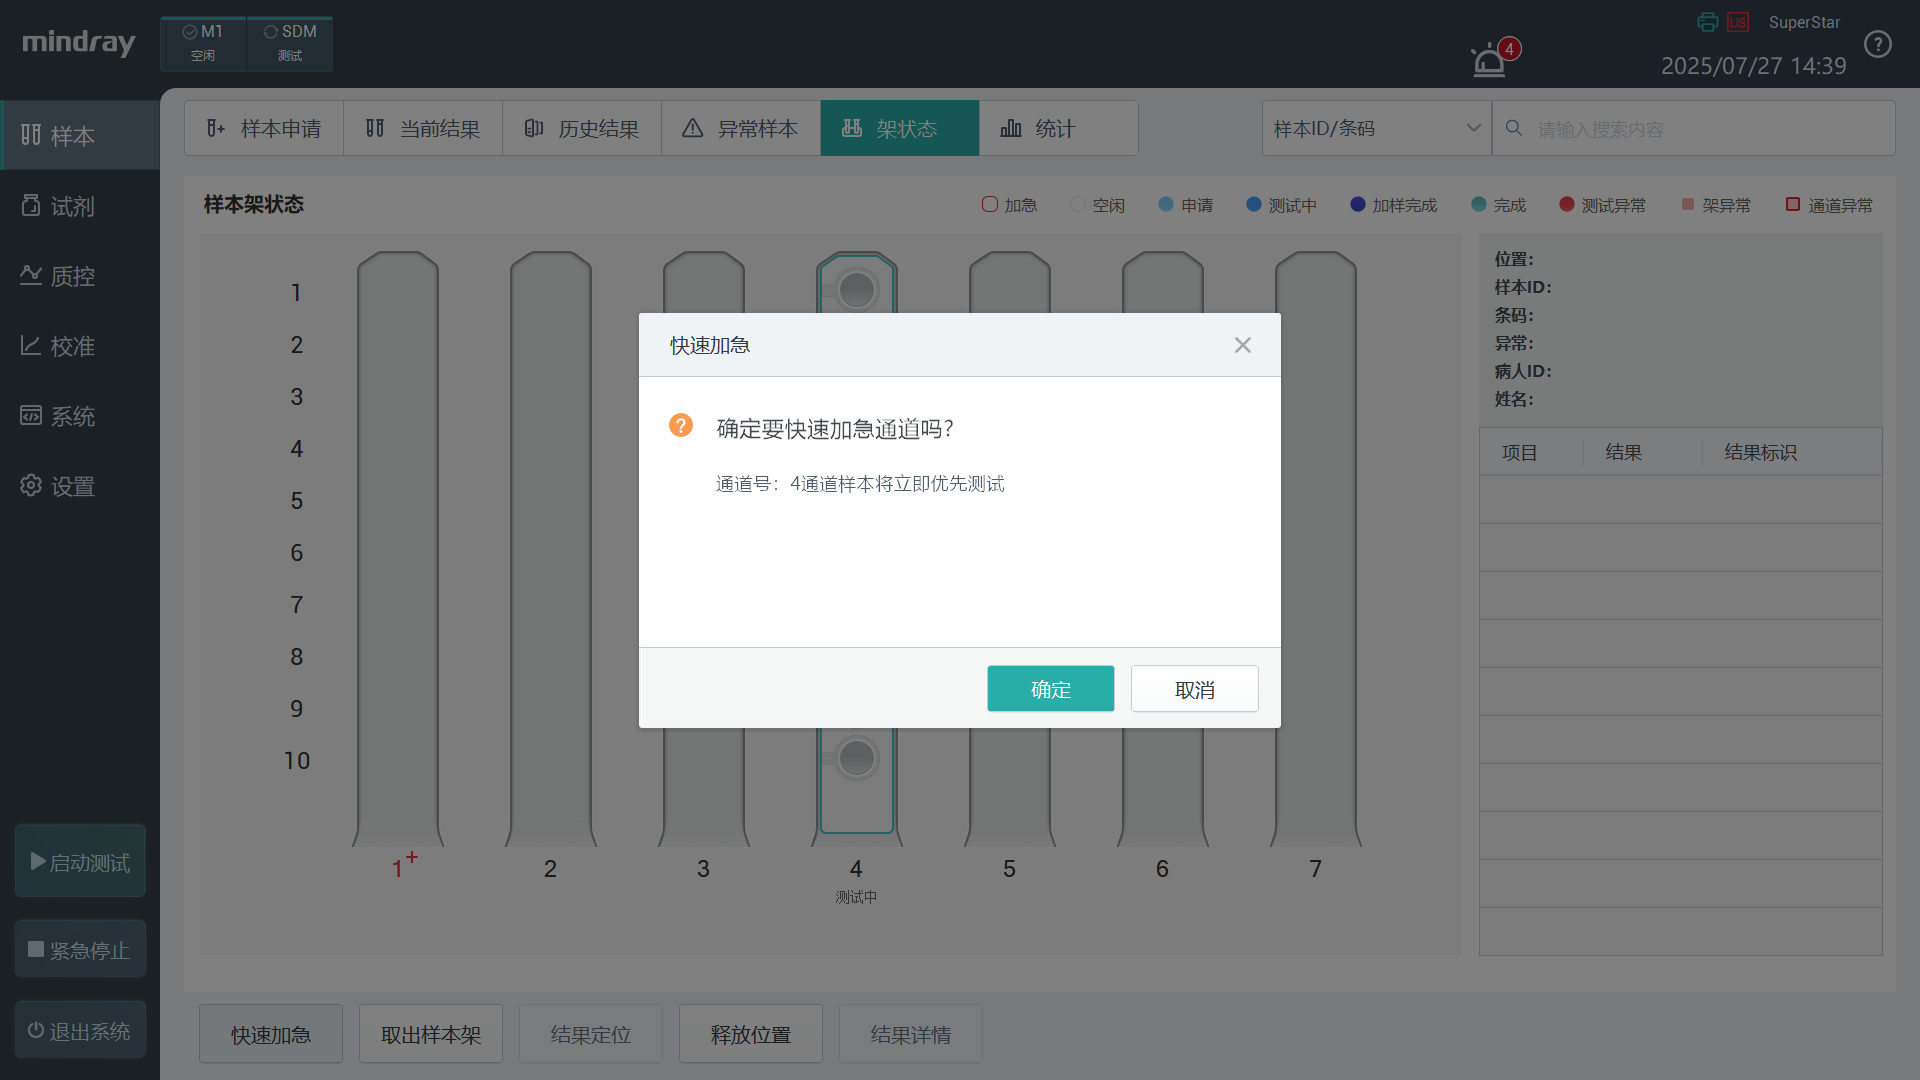 mindray
M1
空闲
SDM
测试
4
LIS
SuperStar
2025/07/27 14:39
?
样本
试剂
质控
校准
系统
设置
启动测试
紧急停止
退出系统
样本申请
当前结果
历史结果
异常样本
架状态
统计
样本ID/条码
请输入搜索内容
样本架状态
加急
空闲
申请
测试中
加样完成
完成
测试异常
架异常
通道异常
1
2
3
4
5
6
7
8
9
10
1+
2
3
4
5
6
7
测试中
位置:
样本ID:
条码:
异常:
病人ID:
姓名:
项目
结果
结果标识
快速加急
?
确定要快速加急通道吗?
通道号: 4通道样本将立即优先测试
确定
取消
快速加急
取出样本架
结果定位
释放位置
结果详情